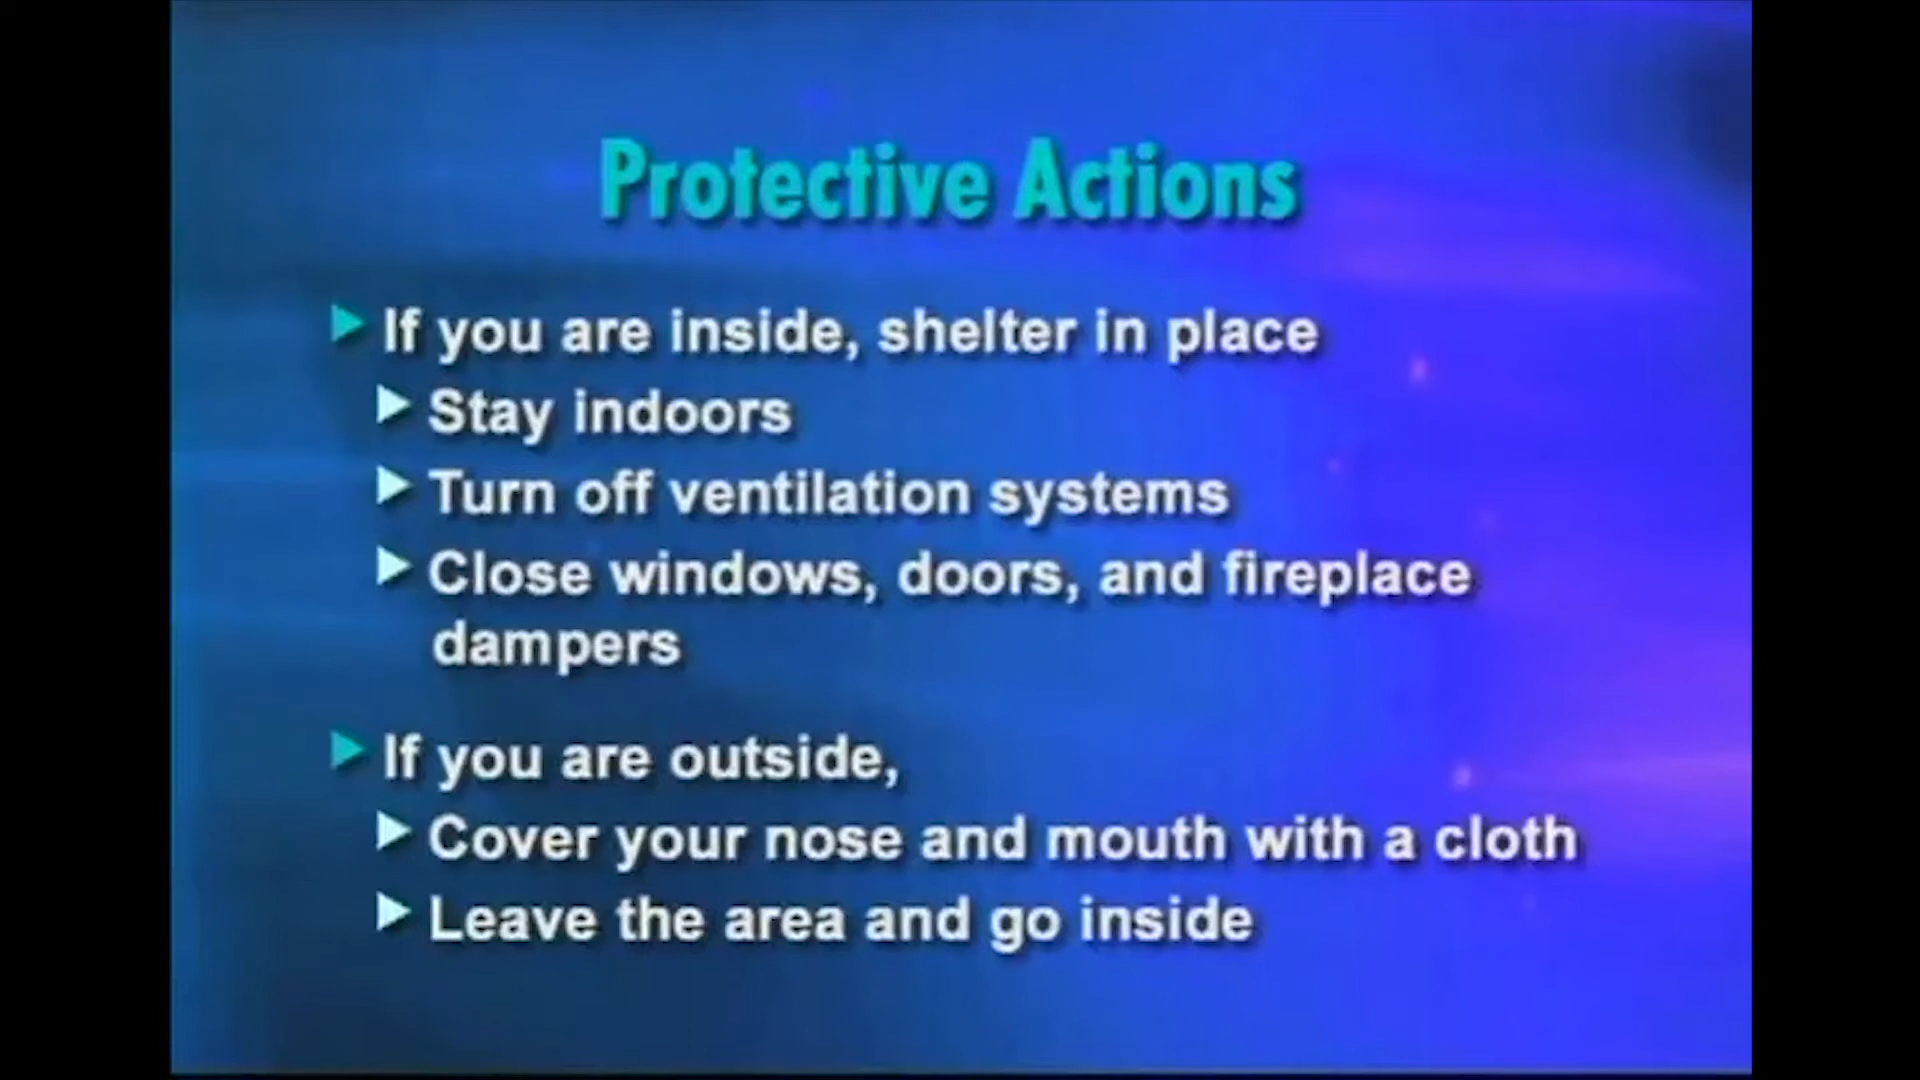 Protective Actions
If you are inside, shelter in place
Stay indoors
Turn off ventilation systems
Close windows, doors, and fireplace
dampers
If you are outside,
Cover your nose and mouth with a cloth
Leave the area and go inside